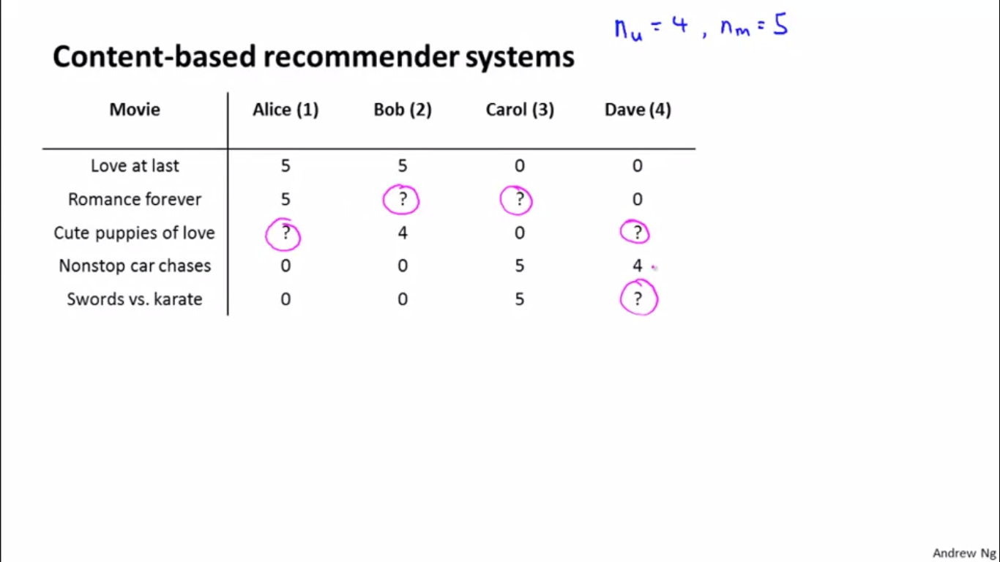 n_u = 4, n_m = 5
Content-based recommender systems
Movie Alice (1) Bob (2) Carol (3) Dave (4)
Love at last 5 5 0 0
Romance forever 5 ? ? 0
Cute puppies of love ? 4 0 ?
Nonstop car chases 0 0 5 4
Swords vs. karate 0 0 5 ?
Andrew Ng